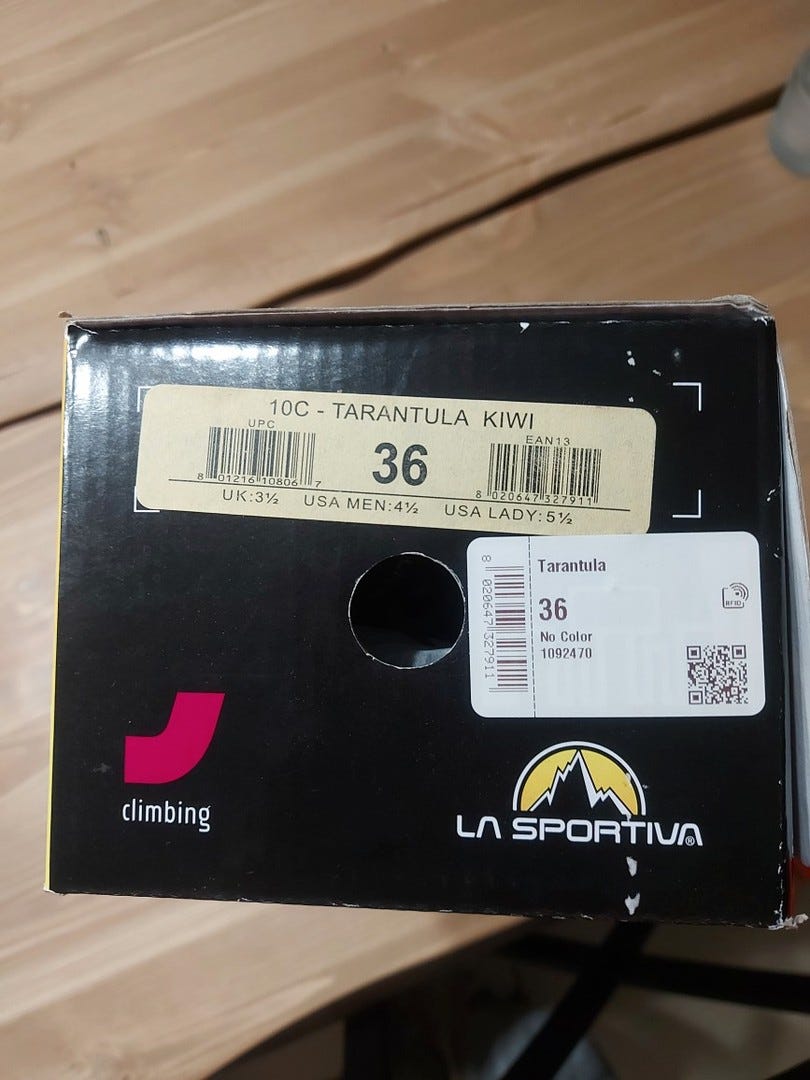 10C - TARANTULA KIWI
UPC
EAN13
36
8 01216 10806 7
8 020647 327911
UK:3½ USA MEN:4½ USA LADY:5½
8 020647 327911
Tarantula
36
No Color
1092470
RFID
climbing
LA SPORTIVA®